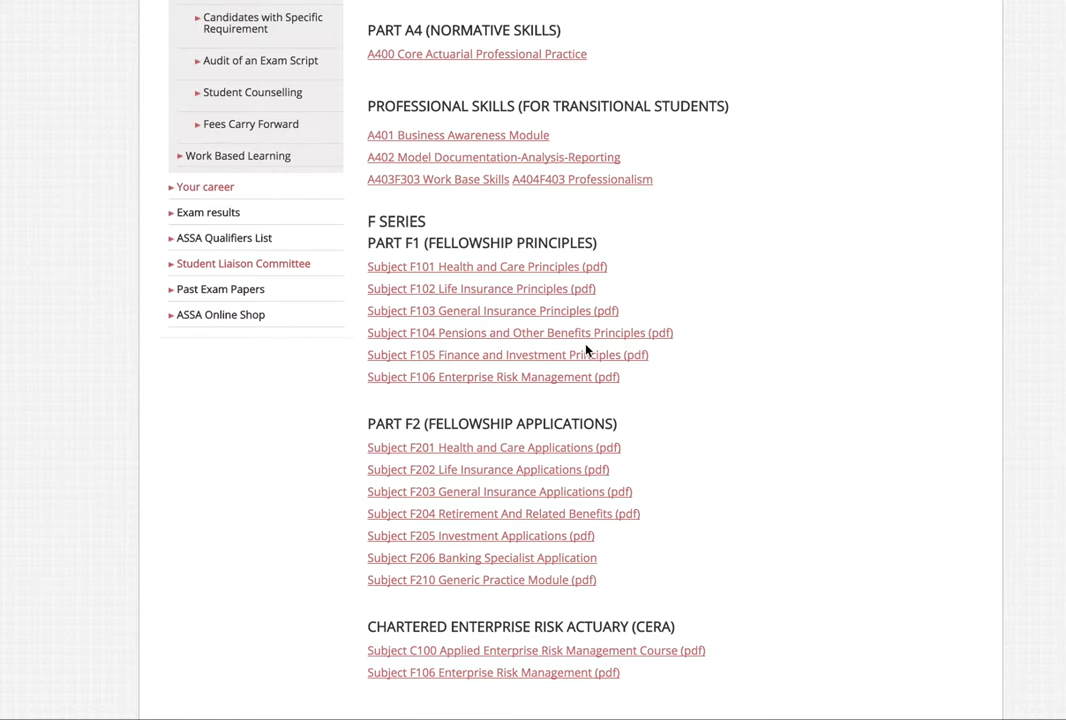 Candidates with Specific
Requirement
Audit of an Exam Script
Student Counselling
Fees Carry Forward
Work Based Learning
Your career
Exam results
ASSA Qualifiers List
Student Liaison Committee
Past Exam Papers
ASSA Online Shop
PART A4 (NORMATIVE SKILLS)
A400 Core Actuarial Professional Practice
PROFESSIONAL SKILLS (FOR TRANSITIONAL STUDENTS)
A401 Business Awareness Module
A402 Model Documentation-Analysis-Reporting
A403F303 Work Base Skills A404F403 Professionalism
F SERIES
PART F1 (FELLOWSHIP PRINCIPLES)
Subject F101 Health and Care Principles (pdf)
Subject F102 Life Insurance Principles (pdf)
Subject F103 General Insurance Principles (pdf)
Subject F104 Pensions and Other Benefits Principles (pdf)
Subject F105 Finance and Investment Principles (pdf)
Subject F106 Enterprise Risk Management (pdf)
PART F2 (FELLOWSHIP APPLICATIONS)
Subject F201 Health and Care Applications (pdf)
Subject F202 Life Insurance Applications (pdf)
Subject F203 General Insurance Applications (pdf)
Subject F204 Retirement And Related Benefits (pdf)
Subject F205 Investment Applications (pdf)
Subject F206 Banking Specialist Application
Subject F210 Generic Practice Module (pdf)
CHARTERED ENTERPRISE RISK ACTUARY (CERA)
Subject C100 Applied Enterprise Risk Management Course (pdf)
Subject F106 Enterprise Risk Management (pdf)